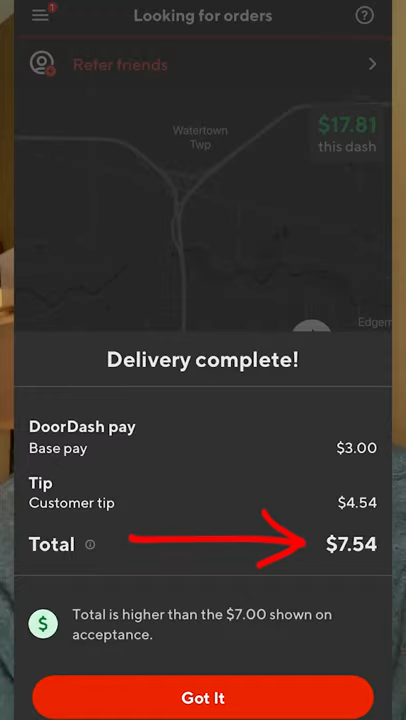 1
Looking for orders
?
Refer friends
Watertown
Twp
$17.81
this dash
Edgem
Delivery complete!
DoorDash pay
Base pay $3.00
Tip
Customer tip $4.54
Total $7.54
$
Total is higher than the $7.00 shown on
acceptance.
Got It